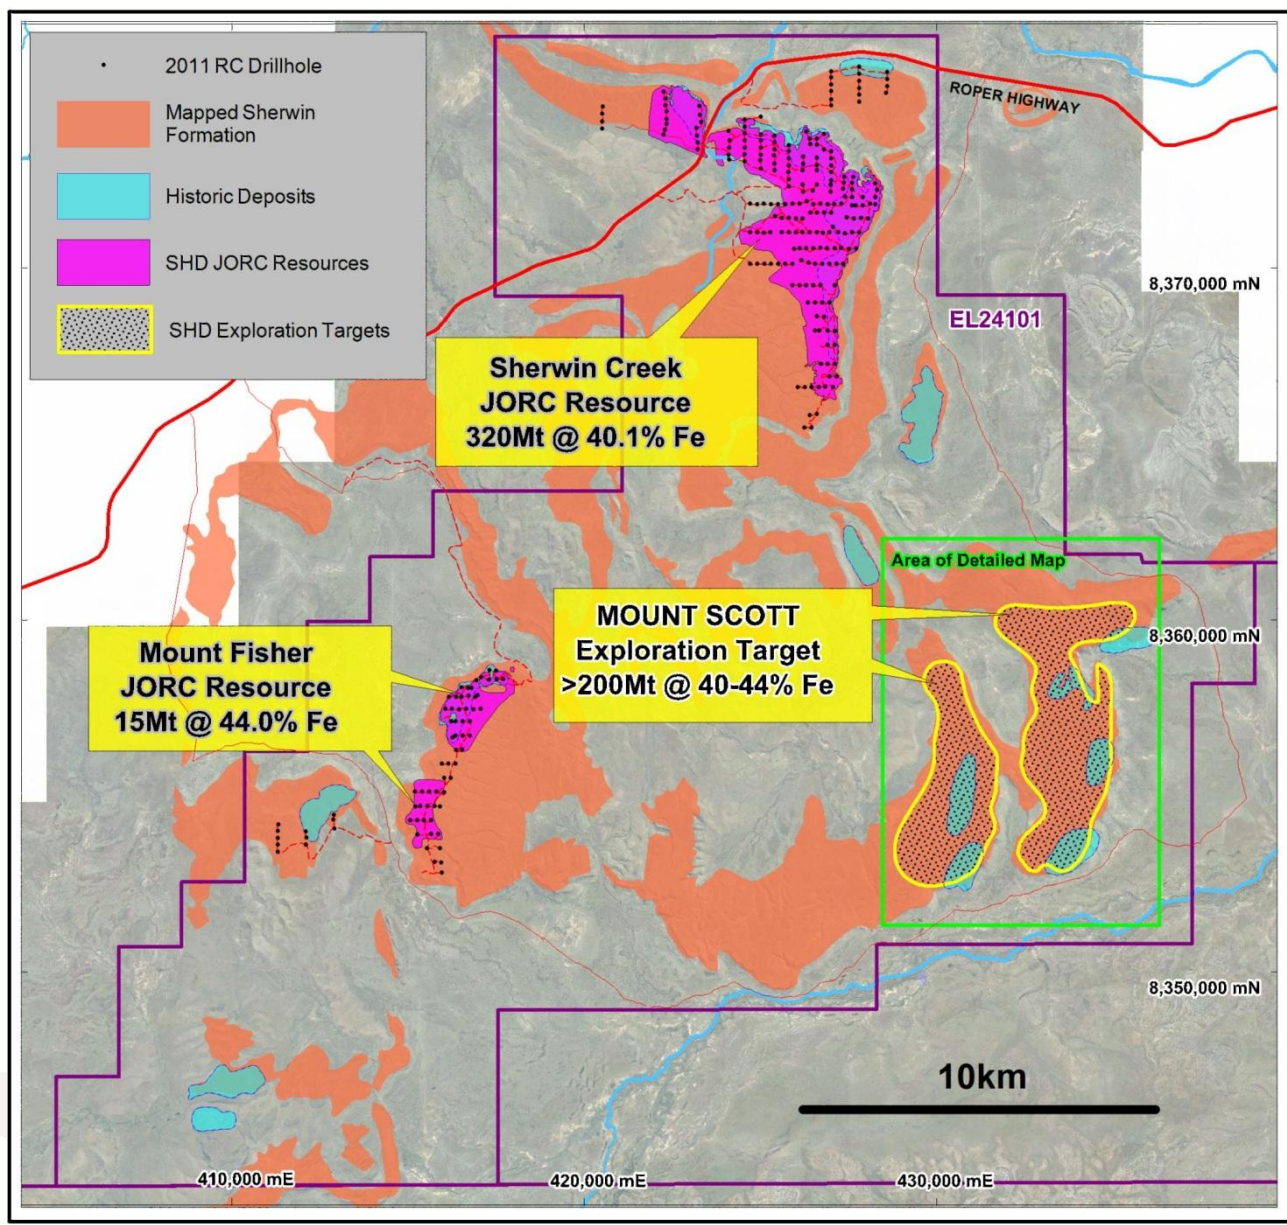 2011 RC Drillhole
Mapped Sherwin
Formation
Historic Deposits
SHD JORC Resources
SHD Exploration Targets
ROPER HIGHWAY
8,370,000 mN
EL24101
Sherwin Creek
JORC Resource
320Mt @ 40.1% Fe
Area of Detailed Map
MOUNT SCOTT
Exploration Target
>200Mt @ 40-44% Fe
8,360,000 mN
Mount Fisher
JORC Resource
15Mt @ 44.0% Fe
8,350,000 mN
10km
410,000 mE
420,000 mE
430,000 mE